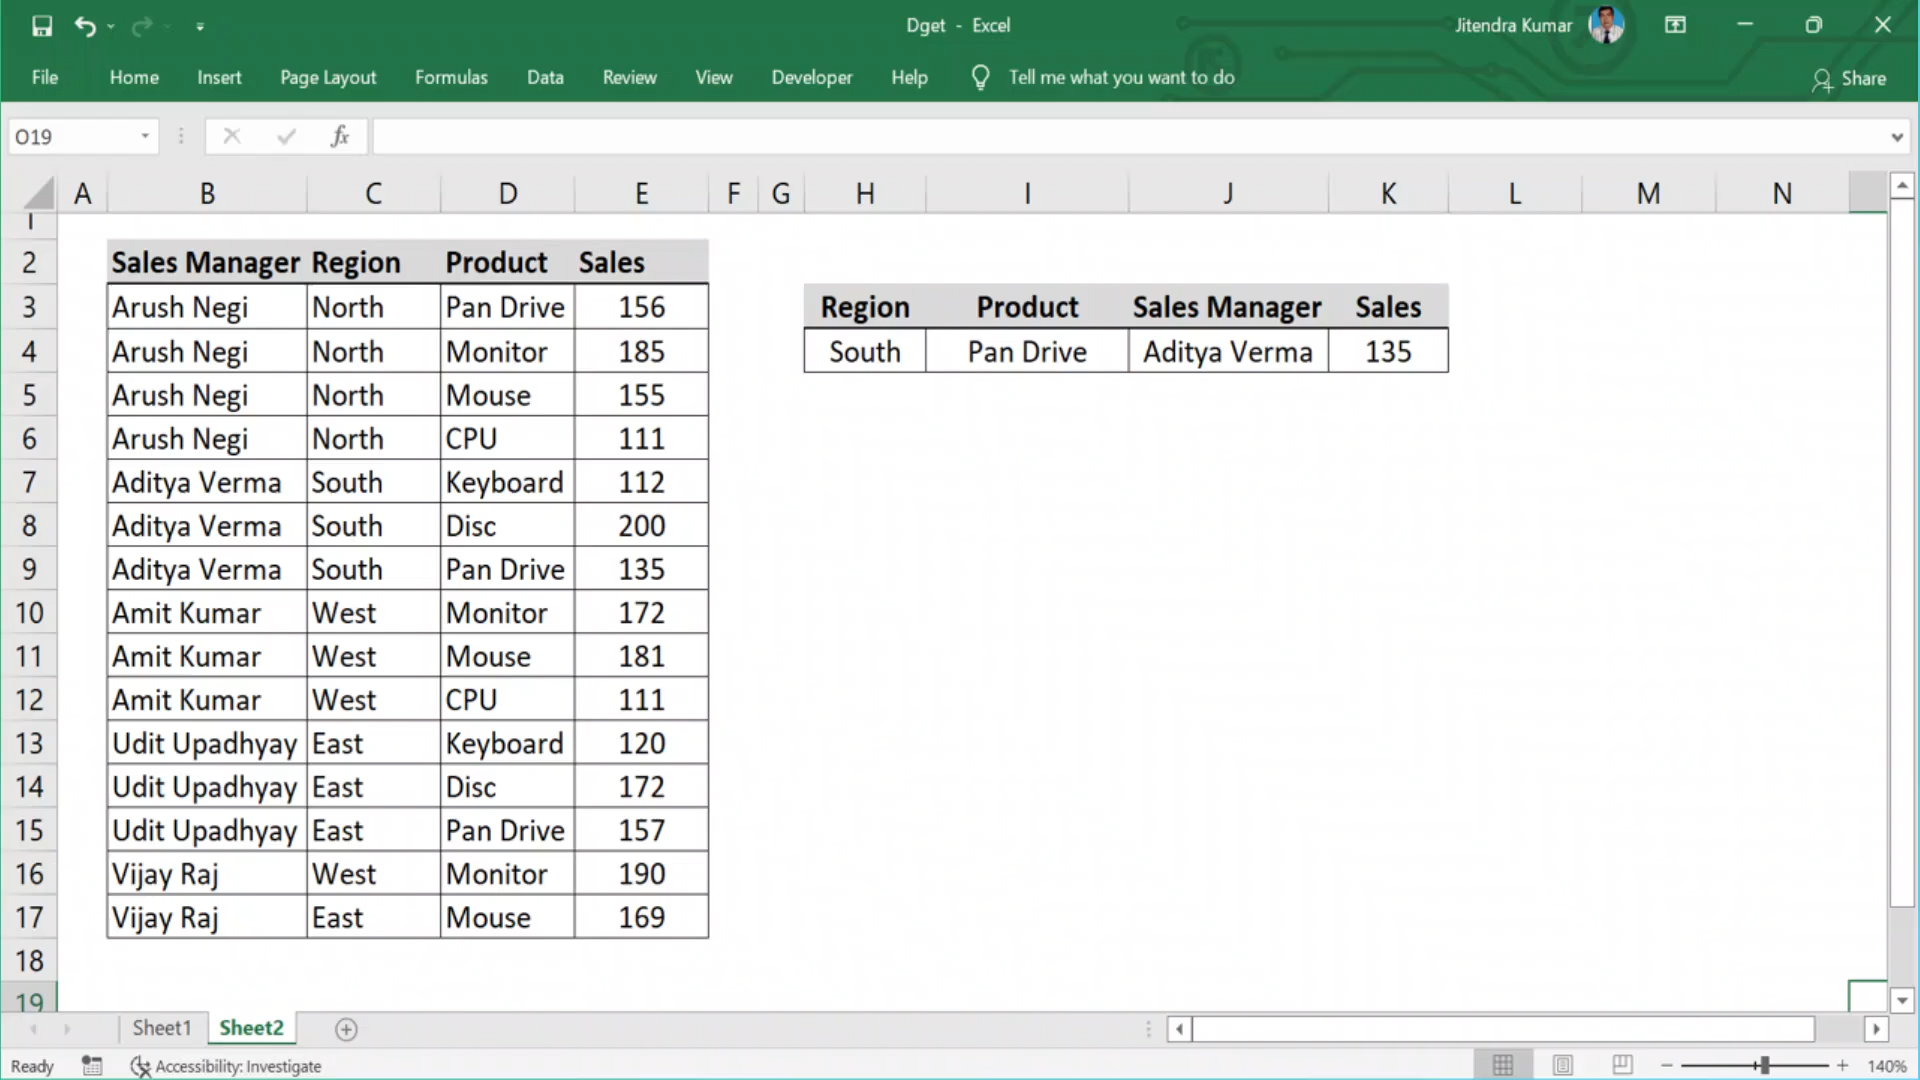 Dget - Excel
Jitendra Kumar
File Home Insert Page Layout Formulas Data Review View Developer Help Tell me what you want to do Share
O19 fx
A B C D E F G H I J K L M N
1
2 Sales Manager Region Product Sales
3 Arush Negi North Pan Drive 156 Region Product Sales Manager Sales
4 Arush Negi North Monitor 185 South Pan Drive Aditya Verma 135
5 Arush Negi North Mouse 155
6 Arush Negi North CPU 111
7 Aditya Verma South Keyboard 112
8 Aditya Verma South Disc 200
9 Aditya Verma South Pan Drive 135
10 Amit Kumar West Monitor 172
11 Amit Kumar West Mouse 181
12 Amit Kumar West CPU 111
13 Udit Upadhyay East Keyboard 120
14 Udit Upadhyay East Disc 172
15 Udit Upadhyay East Pan Drive 157
16 Vijay Raj West Monitor 190
17 Vijay Raj East Mouse 169
18
19
Sheet1 Sheet2
Ready Accessibility: Investigate 140%